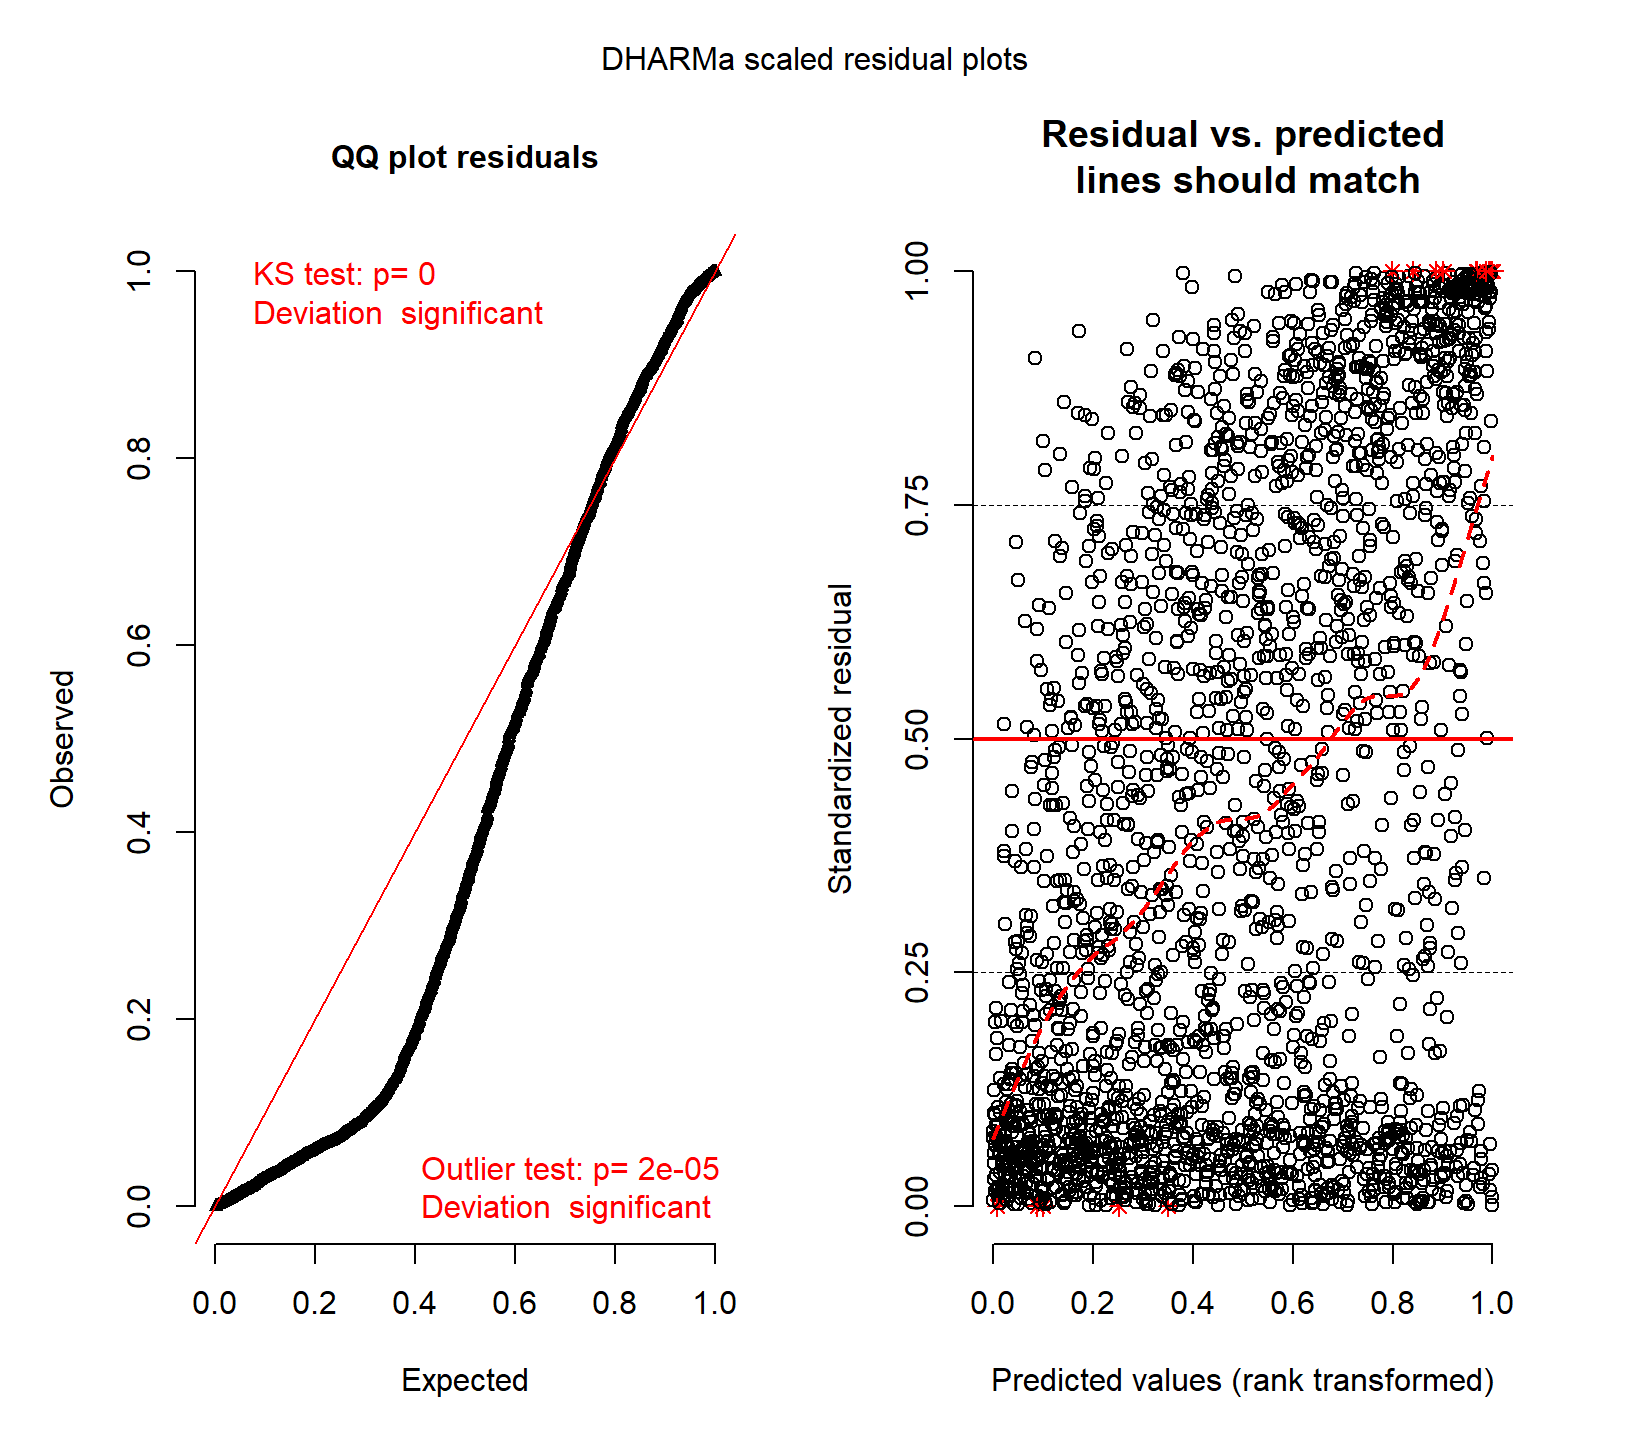 DHARMa scaled residual plots
QQ plot residuals
KS test: p= 0
Deviation  significant
Outlier test: p= 2e-05
Deviation  significant
Observed
0.0 0.2 0.4 0.6 0.8 1.0
0.0 0.2 0.4 0.6 0.8 1.0
Expected
Residual vs. predicted
lines should match
Standardized residual
0.00 0.25 0.50 0.75 1.00
0.0 0.2 0.4 0.6 0.8 1.0
Predicted values (rank transformed)